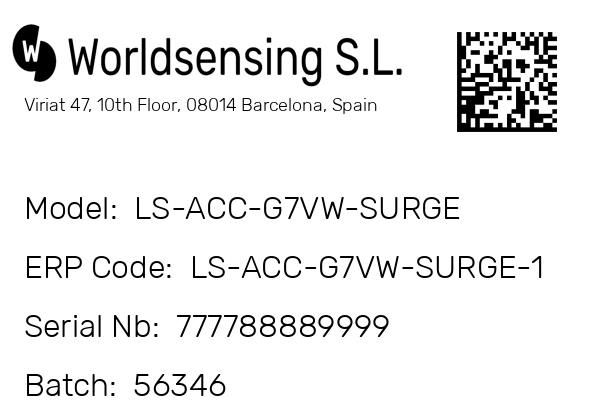 W Worldsensing S.L.
Viriat 47, 10th Floor, 08014 Barcelona, Spain
Model: LS-ACC-G7VW-SURGE
ERP Code: LS-ACC-G7VW-SURGE-1
Serial Nb: 777788889999
Batch: 56346